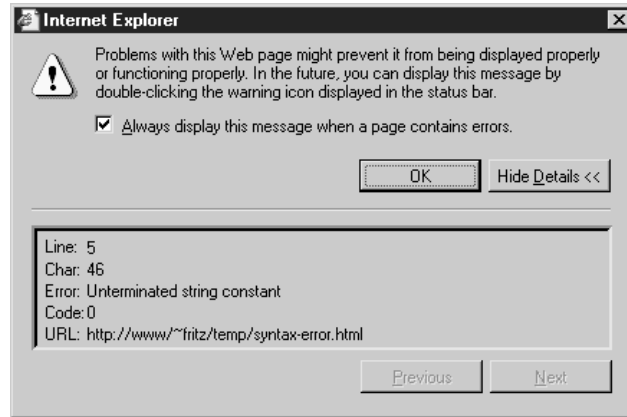 Internet Explorer
Problems with this Web page might prevent it from being displayed properly
or functioning properly. In the future, you can display this message by
double-clicking the warning icon displayed in the status bar.
Always display this message when a page contains errors.
OK
Hide Details <<
Line: 5
Char: 46
Error: Unterminated string constant
Code: 0
URL: http://www/~fritz/temp/syntax-error.html
Previous
Next